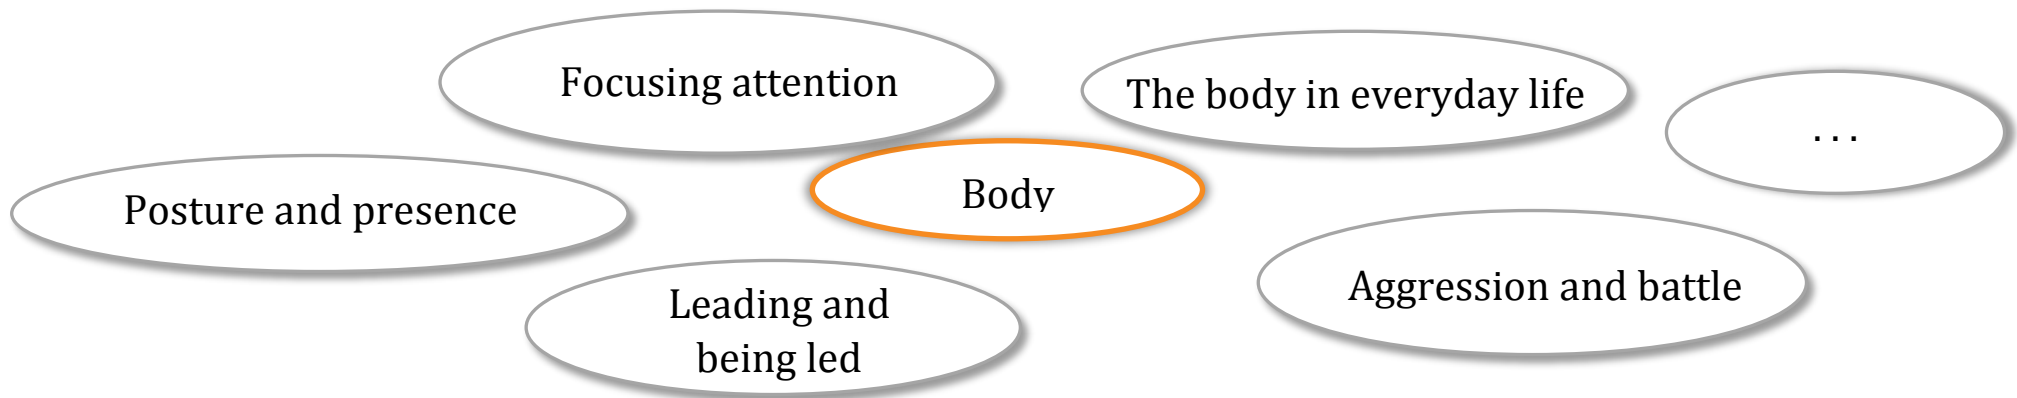 Focusing attention
The body in everyday life
. . .
Body
Posture and presence
Aggression and battle
Leading and
being led